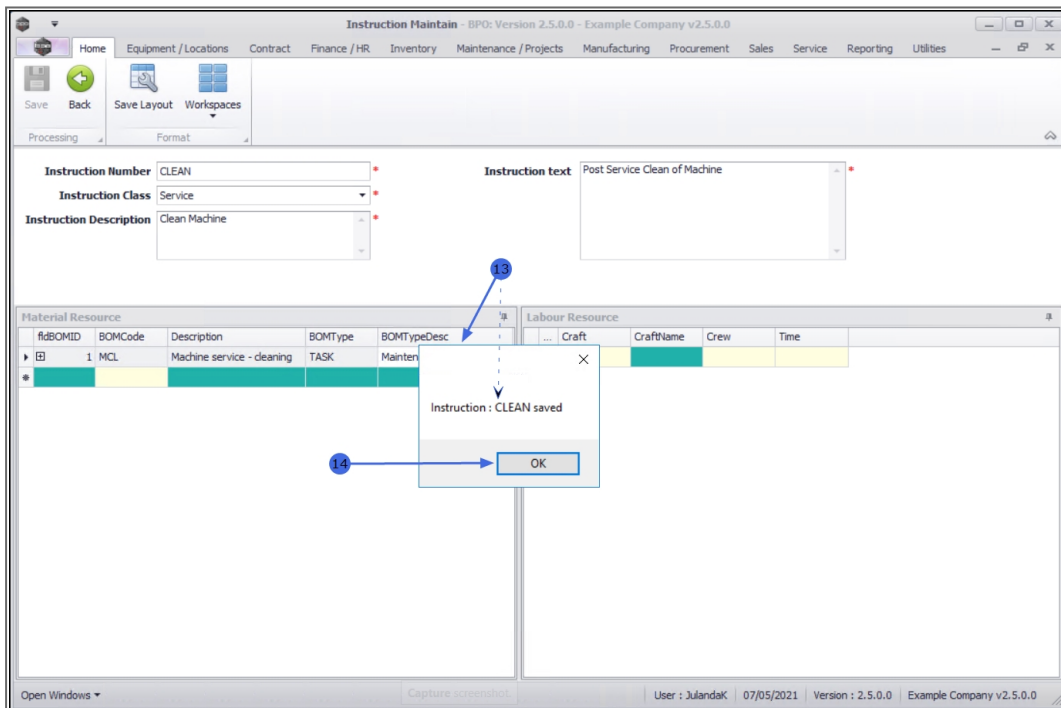 Instruction Maintain - BPO: Version 2.5.0.0 - Example Company v2.5.0.0
Home Equipment / Locations Contract Finance / HR Inventory Maintenance / Projects Manufacturing Procurement Sales Service Reporting Utilities
Save Back Save Layout Workspaces
Processing Format
Instruction Number CLEAN * Instruction text Post Service Clean of Machine *
Instruction Class Service *
Instruction Description Clean Machine *
13
Material Resource Labour Resource
fldBOMID BOMCode Description BOMType BOMTypeDesc ... Craft CraftName Crew Time
1 MCL Machine service - cleaning TASK Mainten
Instruction : CLEAN saved
14 OK
Open Windows Capture screenshot. User : JulandaK 07/05/2021 Version : 2.5.0.0 Example Company v2.5.0.0